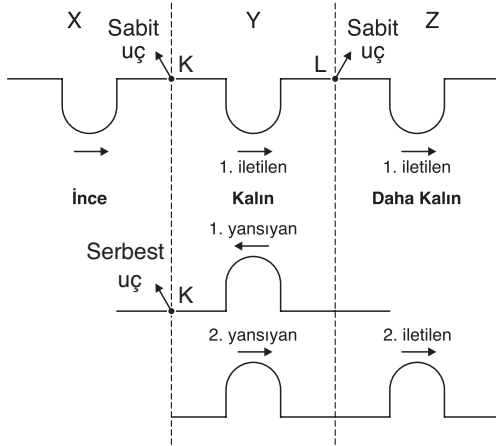 X
Y
Z
Sabit
uç
K
L
Sabit
uç
1. iletilen
1. iletilen
İnce
Kalın
Daha Kalın
1. yansıyan
Serbest
uç
K
2. yansıyan
2. iletilen